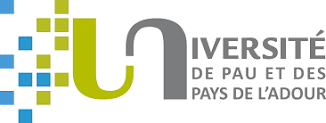 UNIVERSITÉ
DE PAU ET DES
PAYS DE L'ADOUR